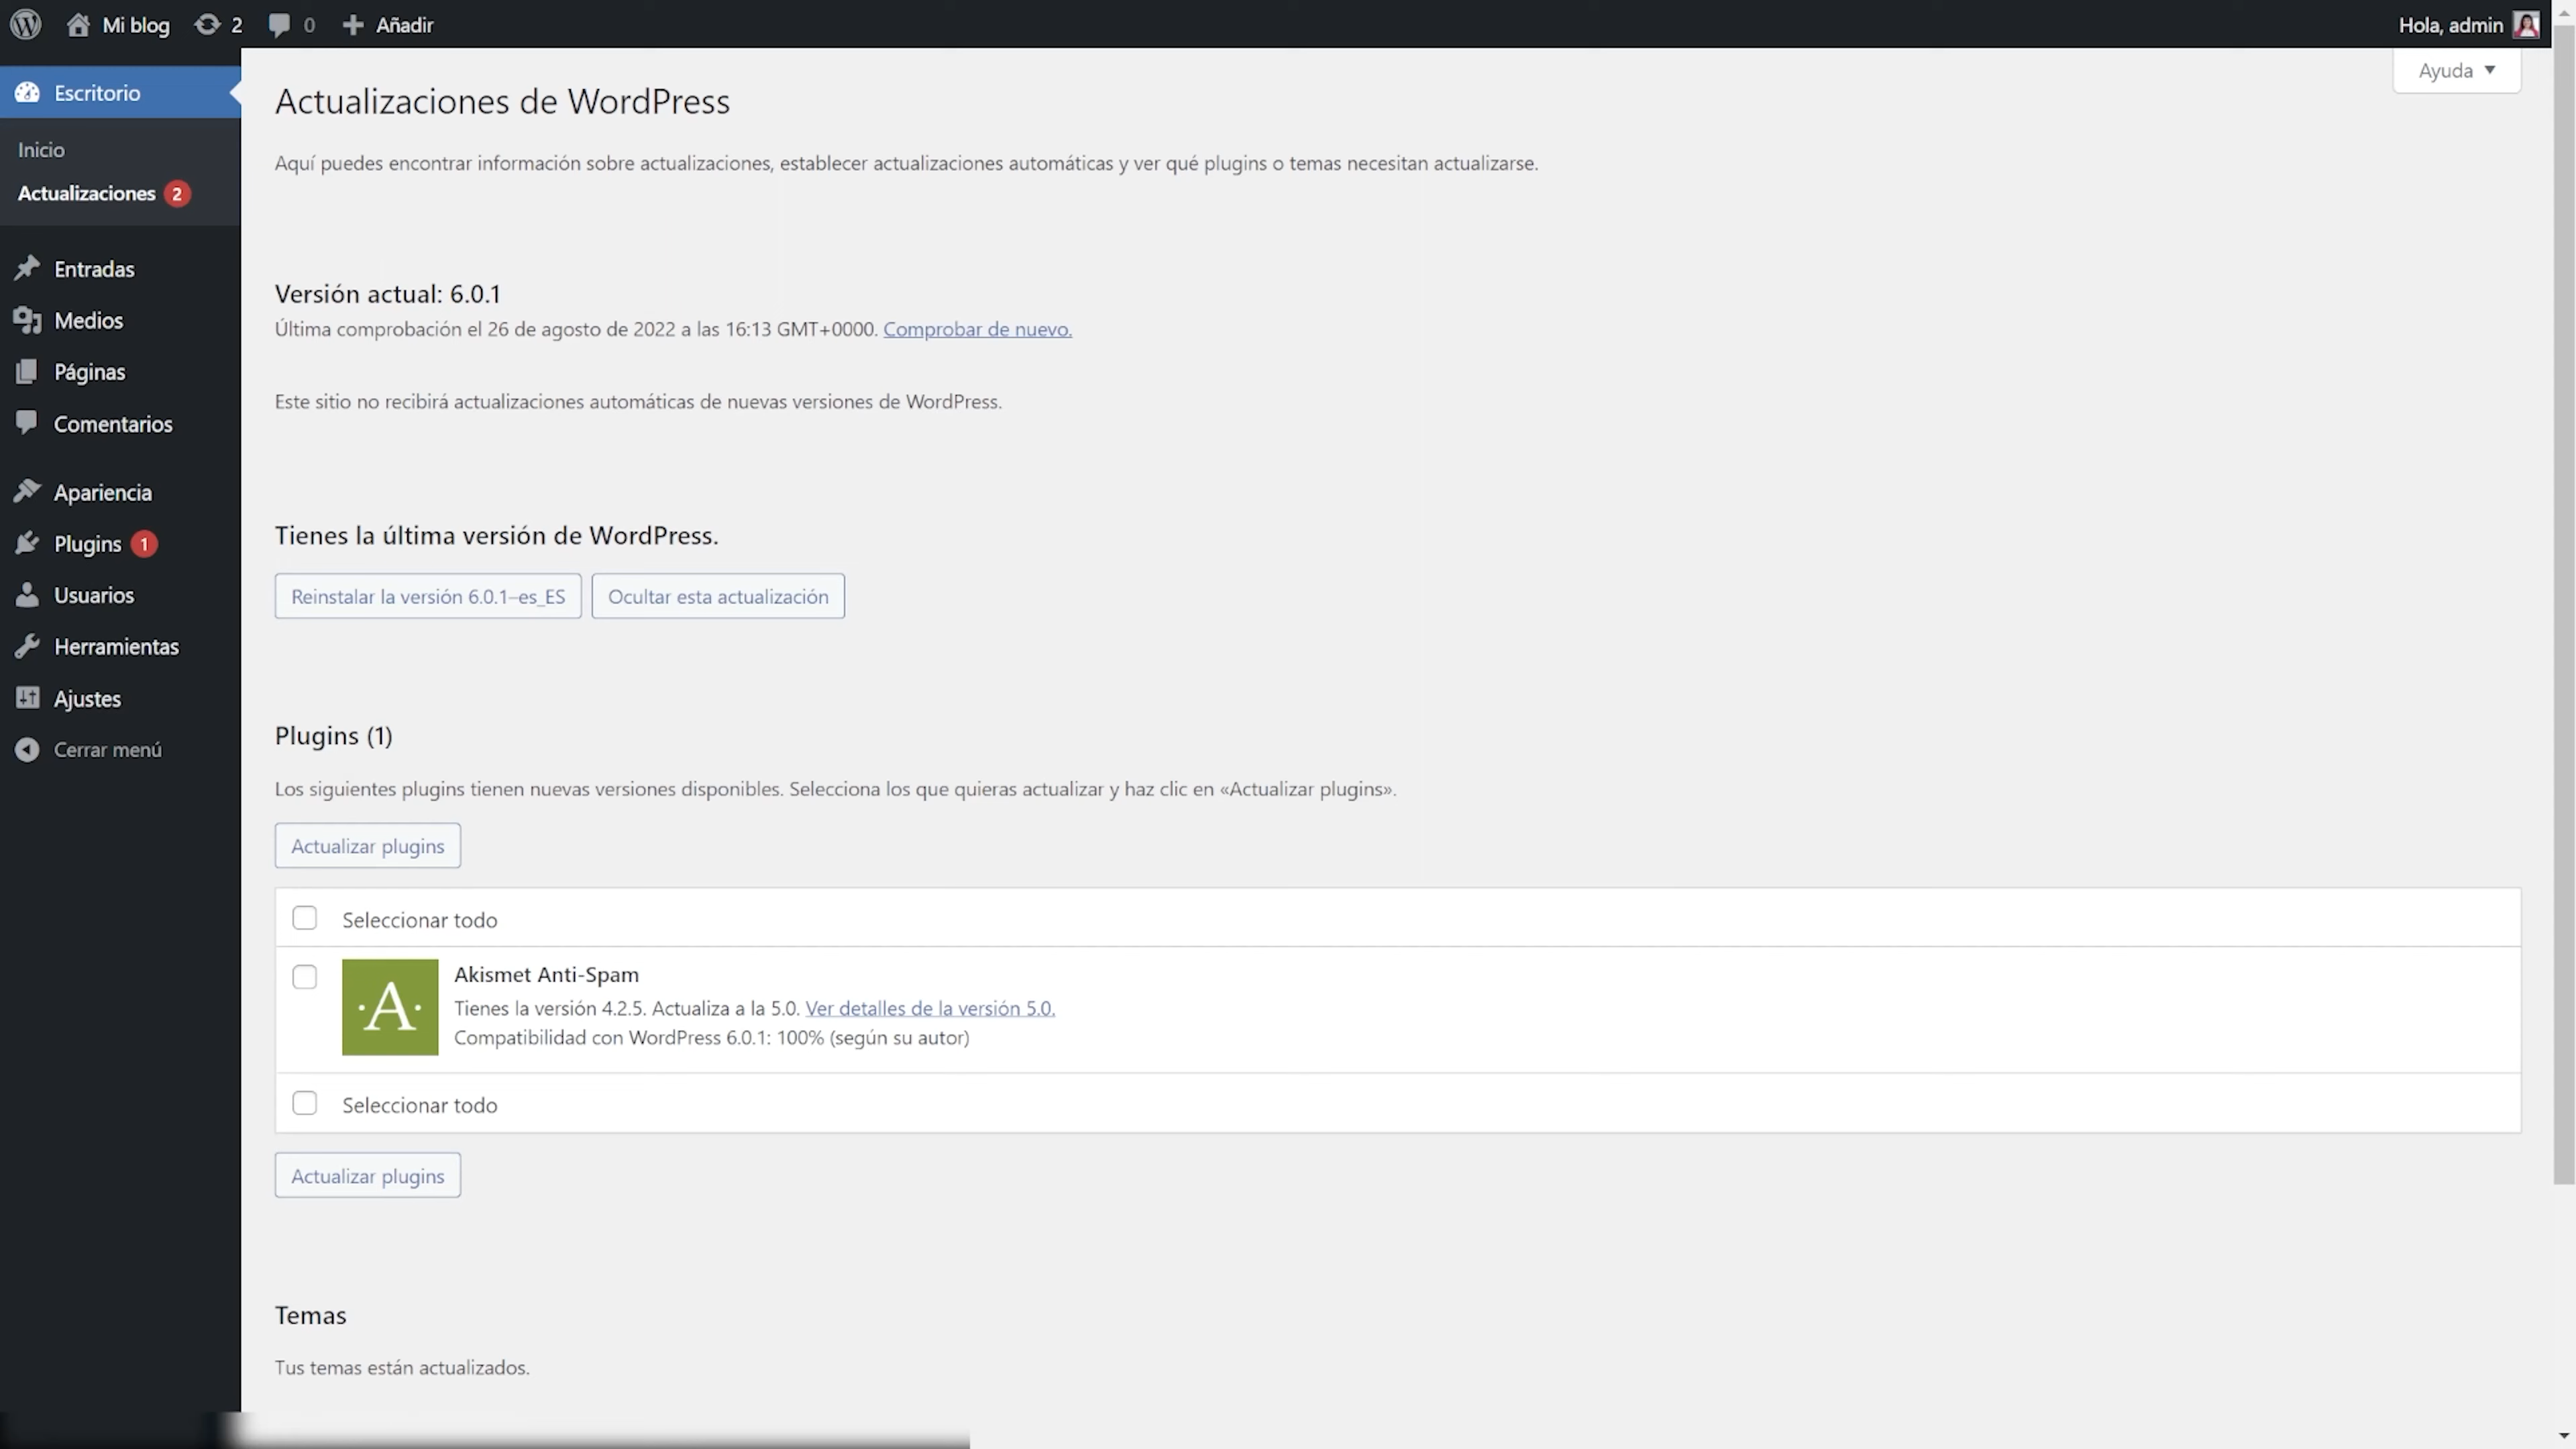 Mi blog
2
0
Añadir
Hola, admin
Escritorio
Inicio
Actualizaciones 2
Entradas
Medios
Páginas
Comentarios
Apariencia
Plugins 1
Usuarios
Herramientas
Ajustes
Cerrar menú
Ayuda
Actualizaciones de WordPress
Aquí puedes encontrar información sobre actualizaciones, establecer actualizaciones automáticas y ver qué plugins o temas necesitan actualizarse.
Versión actual: 6.0.1
Última comprobación el 26 de agosto de 2022 a las 16:13 GMT+0000. Comprobar de nuevo.
Este sitio no recibirá actualizaciones automáticas de nuevas versiones de WordPress.
Tienes la última versión de WordPress.
Reinstalar la versión 6.0.1–es_ES
Ocultar esta actualización
Plugins (1)
Los siguientes plugins tienen nuevas versiones disponibles. Selecciona los que quieras actualizar y haz clic en «Actualizar plugins».
Actualizar plugins
Seleccionar todo
·A·
Akismet Anti-Spam
Tienes la versión 4.2.5. Actualiza a la 5.0. Ver detalles de la versión 5.0.
Compatibilidad con WordPress 6.0.1: 100% (según su autor)
Seleccionar todo
Actualizar plugins
Temas
Tus temas están actualizados.